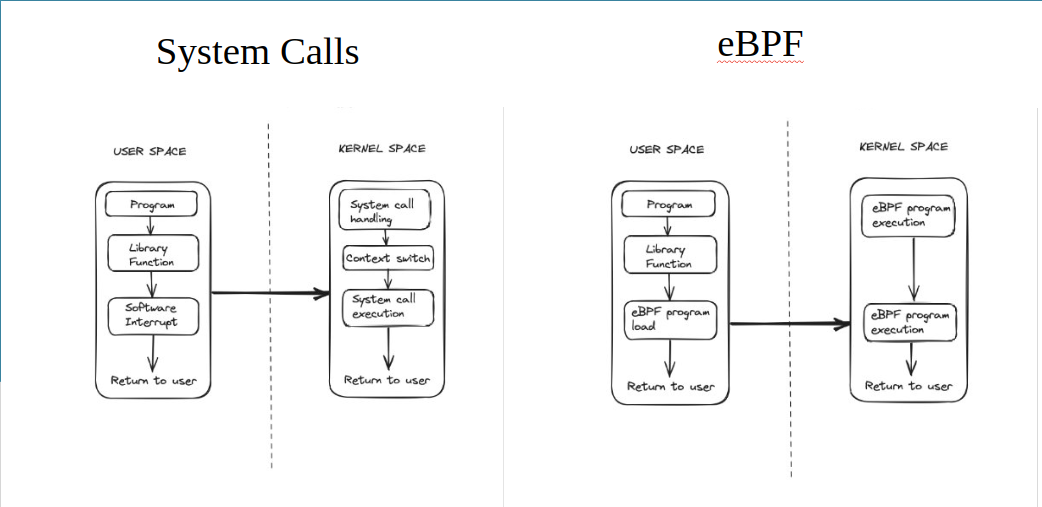 System Calls
USER SPACE
KERNEL SPACE
Program
Library
Function
Software
Interrupt
Return to user
System call
handling
Context switch
System call
execution
Return to user
eBPF
USER SPACE
KERNEL SPACE
Program
Library
Function
eBPF program
load
Return to user
eBPF program
execution
eBPF program
execution
Return to user